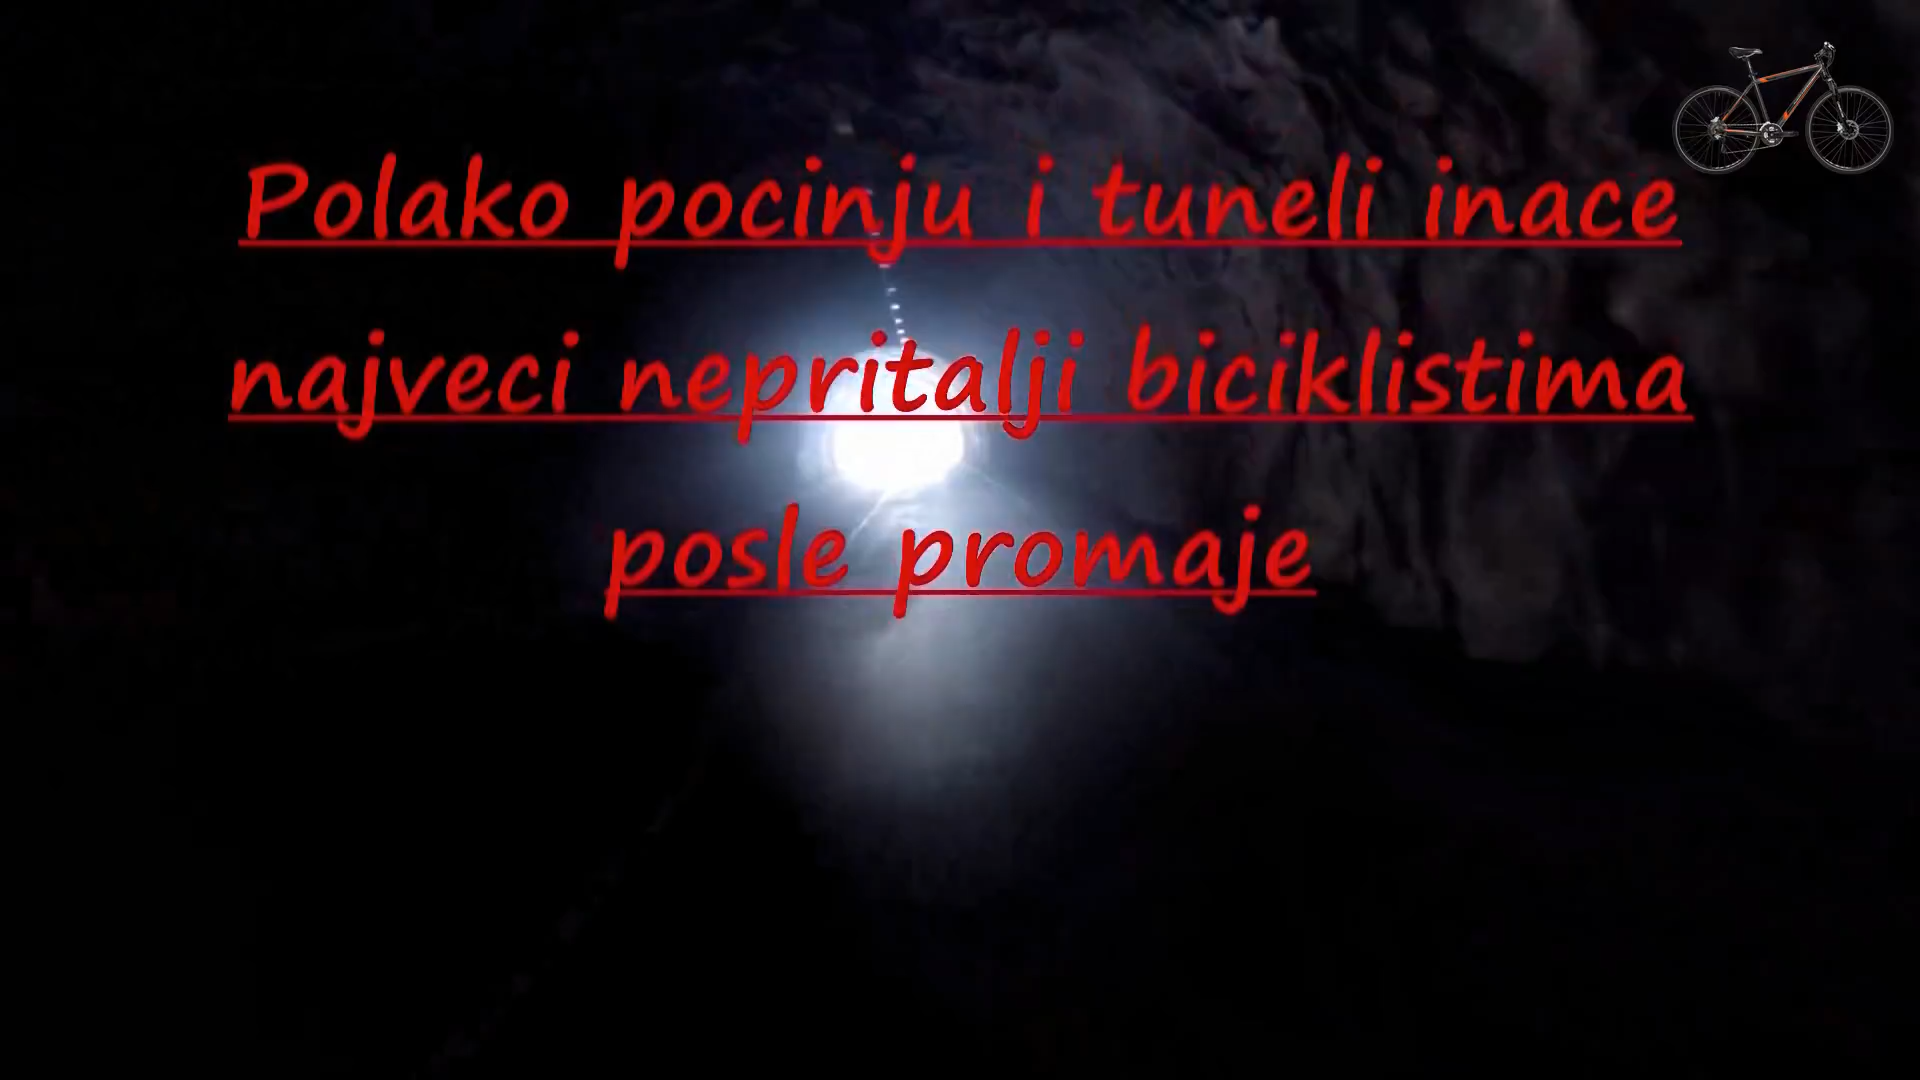 Polako pocinju i tuneli inace
najveci nepritalji biciklistima
posle promaje